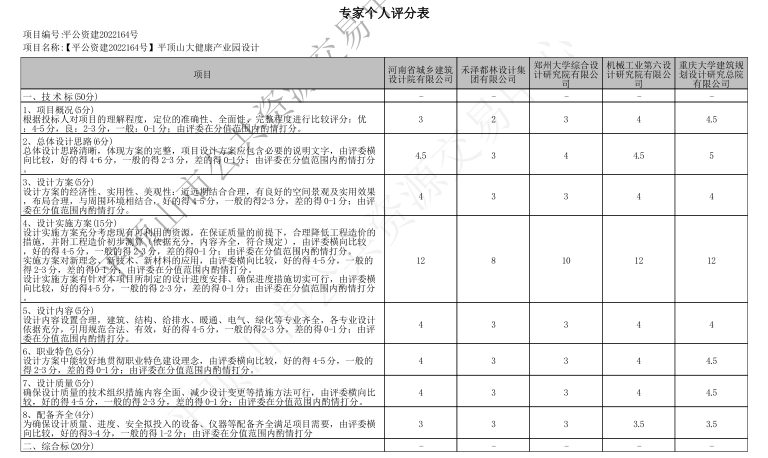 专家个人评分表
项目编号:平公资建2022164号
项目名称:【平公资建2022164号】平顶山大健康产业园设计
项目 河南省城乡建筑设计院有限公司 禾泽都林设计集团有限公司 郑州大学综合设计研究院有限公司 机械工业第六设计研究院有限公司 重庆大学建筑规划设计研究总院有限公司
一、技术标(50分) – – – – –
1、项目概况(5分)
根据投标人对项目的理解程度，定位的准确性、全面性、完整程度进行比较评分；优
：4-5分，良：2-3 分，一般：0-1 分；由评委在分值范围内酌情打分。
3 2 3 4 4.5
2、总体设计思路(6分)
总体设计思路清晰，体现方案的完整，项目设计方案应包含必要的说明文字，由评委横
向比较，好的得 4-6 分，一般的得 2-3 分，差的得 0-1 分；由评委在分值范围内酌情打分
。
4.5 3 4 4.5 5
3、设计方案(5分)
设计方案的经济性、实用性、美观性；近远期结合合理，有良好的空间景观及实用效果
，布局合理，与周围环境相结合，好的得 4-5 分，一般的得2-3 分，差的得 0-1 分；由评
委在分值范围内酌情打分。
4 3 3 4 4
4、设计实施方案(15分)
设计实施方案充分考虑现有可利用的资源，在保证质量的前提下，合理降低工程造价的
措施，并附工程造价初步测算（依据充分，内容齐全，符合规定），由评委横向比较
，好的得 4-5 分，一般的得 2-3 分，差的得0-1 分；由评委在分值范围内酌情打分。
实施方案对新理念、新技术、新材料的应用，由评委横向比较，好的得 4-5 分，一般的
得 2-3 分，差的得0-1 分；由评委在分值范围内酌情打分。
设计实施方案有针对本项目所制定的设计进度安排、确保进度措施切实可行，由评委横
向比较，好的得4-5 分，一般的得 2-3 分，差的得 0-1 分；由评委在分值范围内酌情打分
。
12 8 10 12 12
5、设计内容(5分)
设计内容设置合理，建筑、结构、给排水、暖通、电气、绿化等专业齐全，各专业设计
依据充分，引用规范合法、有效，好的得 4-5 分，一般的得2-3 分，差的得 0-1 分；由评
委在分值范围内酌情打分。
4 3 3 4 4
6、职业特色(5分)
设计方案中能较好地贯彻职业特色建设理念，由评委横向比较，好的得 4-5 分，一般的
得 2-3 分，差的得 0-1 分；由评委在分值范围内酌情打分。
4 3 3 4 4.5
7、设计质量(5分)
确保设计质量的技术组织措施内容全面、减少设计变更等措施方法可行，由评委横向比
较，好的得 4-5 分，一般的得 2-3 分，差的得 0-1 分；由评委在分值范围内酌情打分。
4 3 3 4 4.5
8、配备齐全(4分)
为确保设计质量、进度、安全拟投入的设备、仪器等配备齐全满足项目需要，由评委横
向比较，好的得3-4 分，一般的得 1-2 分；由评委在分值范围内酌情打分
3 3 3 3.5 3.5
二、综合标(20分) – – – – –